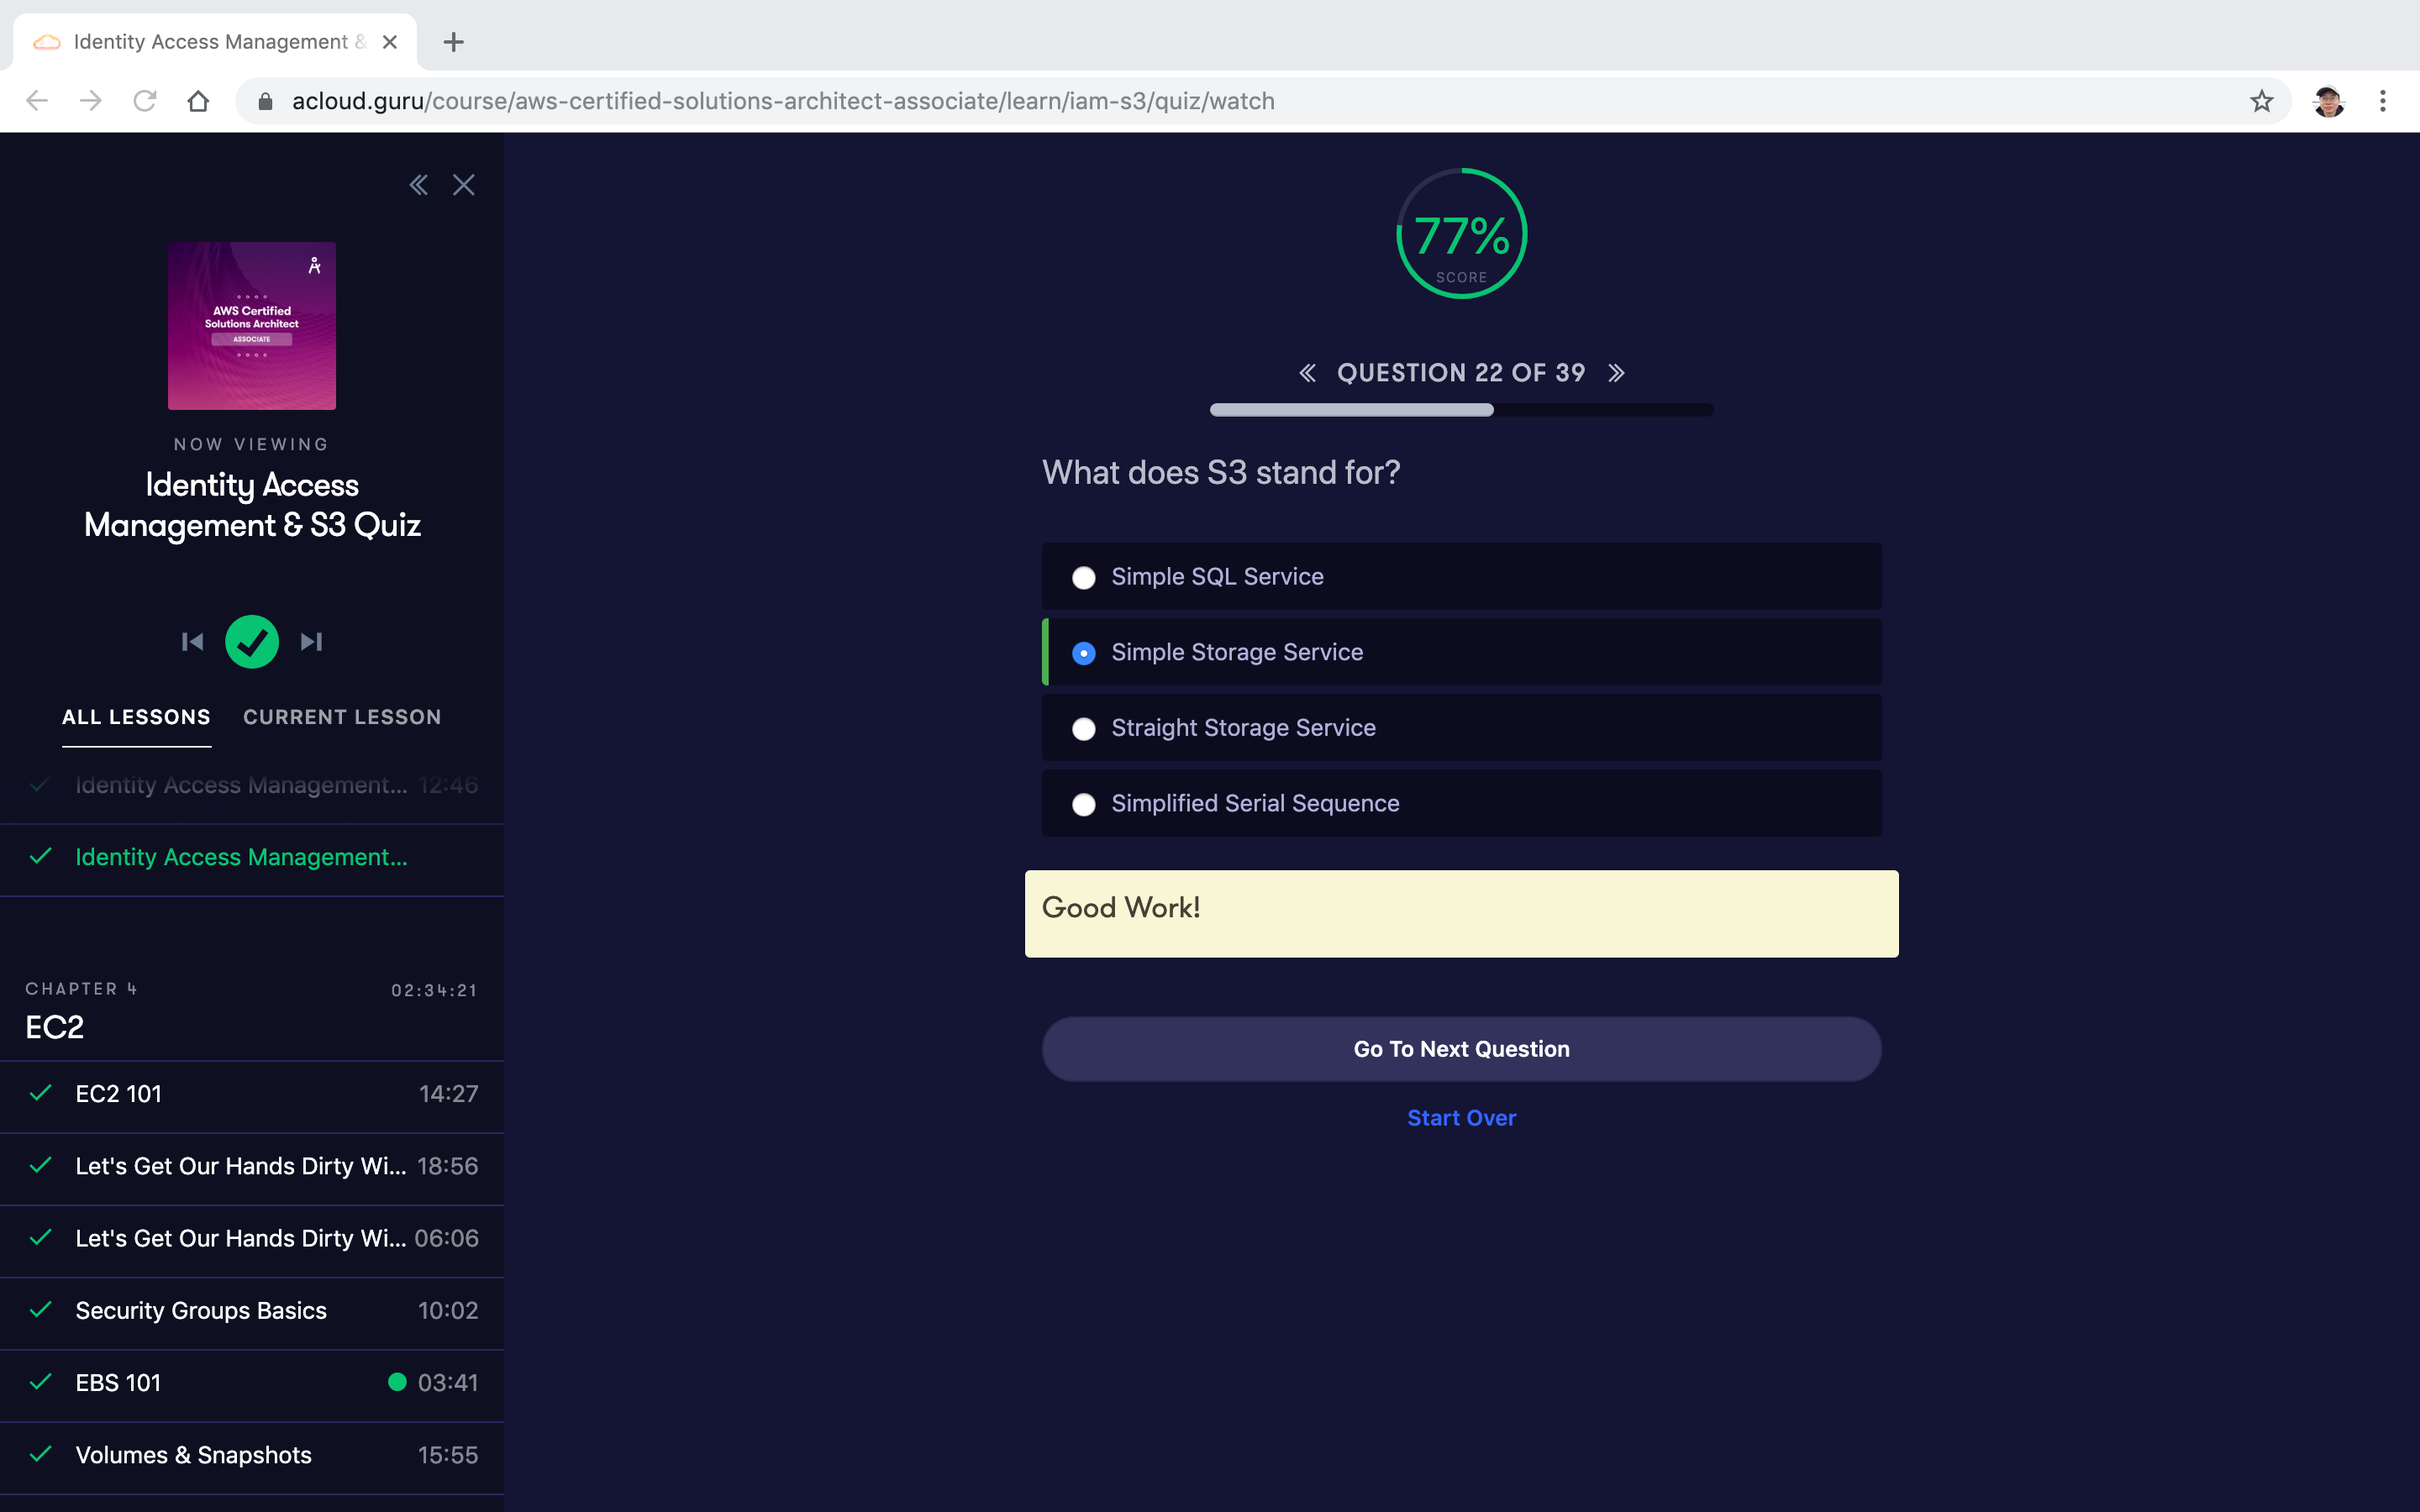 Identity Access Management &
acloud.guru/course/aws-certified-solutions-architect-associate/learn/iam-s3/quiz/watch
AWS Certified
Solutions Architect
ASSOCIATE
NOW VIEWING
Identity Access
Management & S3 Quiz
ALL LESSONS CURRENT LESSON
Identity Access Management... 12:46
Identity Access Management...
CHAPTER 4 02:34:21
EC2
EC2 101 14:27
Let's Get Our Hands Dirty Wi... 18:56
Let's Get Our Hands Dirty Wi... 06:06
Security Groups Basics 10:02
EBS 101 03:41
Volumes & Snapshots 15:55
77%
SCORE
QUESTION 22 OF 39
What does S3 stand for?
Simple SQL Service
Simple Storage Service
Straight Storage Service
Simplified Serial Sequence
Good Work!
Go To Next Question
Start Over